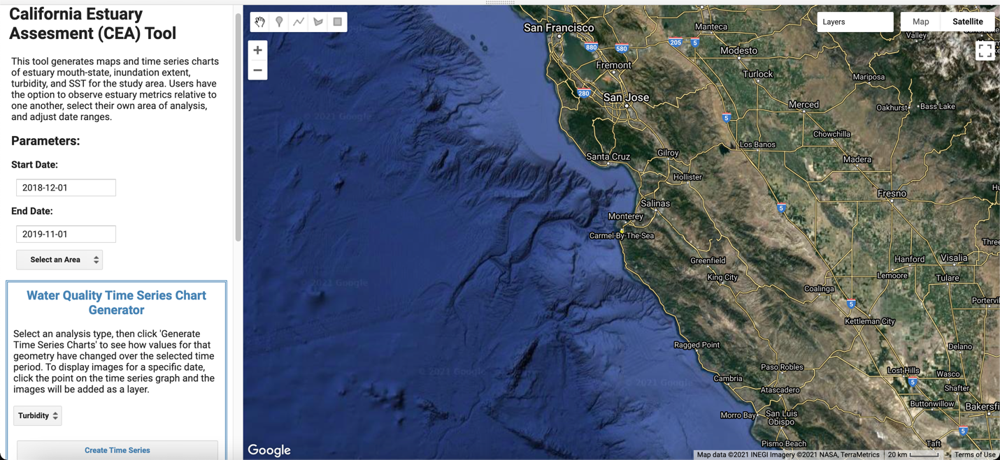 California Estuary
Assesment (CEA) Tool
This tool generates maps and time series charts
of estuary mouth-state, inundation extent,
turbidity, and SST for the study area. Users have
the option to observe estuary metrics relative to
one another, select their own area of analysis,
and adjust date ranges.
Parameters:
Start Date:
2018-12-01
End Date:
2019-11-01
Select an Area
Water Quality Time Series Chart
Generator
Select an analysis type, then click 'Generate
Time Series Charts' to see how values for that
geometry have changed over the selected time
period. To display images for a specific date,
click the point on the time series graph and the
images will be added as a layer.
Turbidity
Create Time Series
Layers
Map
Satellite
San Francisco
Manteca
Valley
880
580
205
5
Modesto
Fremont
Turlock
Mariposa
280
San Jose
Merced
Oakhurst
Bass Lake
5
Chowchilla
Los Banos
Santa Cruz
Gilroy
Madera
Hollister
Fresno
Salinas
5
Monterey
Carmel-By-The-Sea
Three
Greenfield
Hanford
Visalia
King City
Lemoore
Tulare
Coalinga
5
Portervi
Kettleman City
Ragged Point
Delano
Paso Robles
Lost Hills
Wasco
Cambria
5
Shafter
Atascadero
Buttonwillow
Bakersfi
Morro Bay
San Luis
Obispo
5
Pismo Beach
Taft
Google
Map data ©2021 INEGI Imagery ©2021 NASA, TerraMetrics
20 km
Terms of Use